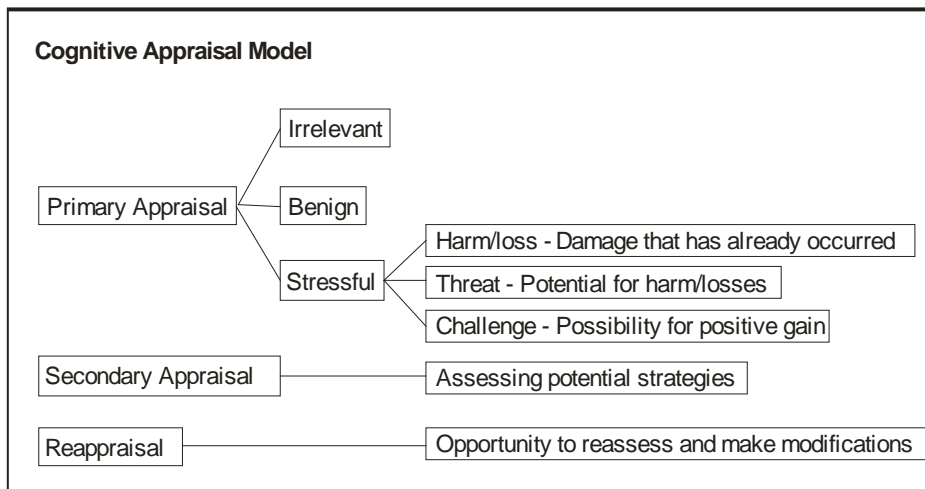 Cognitive Appraisal Model
Irrelevant
Primary Appraisal
Benign
Stressful
Harm/loss - Damage that has already occurred
Threat - Potential for harm/losses
Challenge - Possibility for positive gain
Secondary Appraisal
Assessing potential strategies
Reappraisal
Opportunity to reassess and make modifications